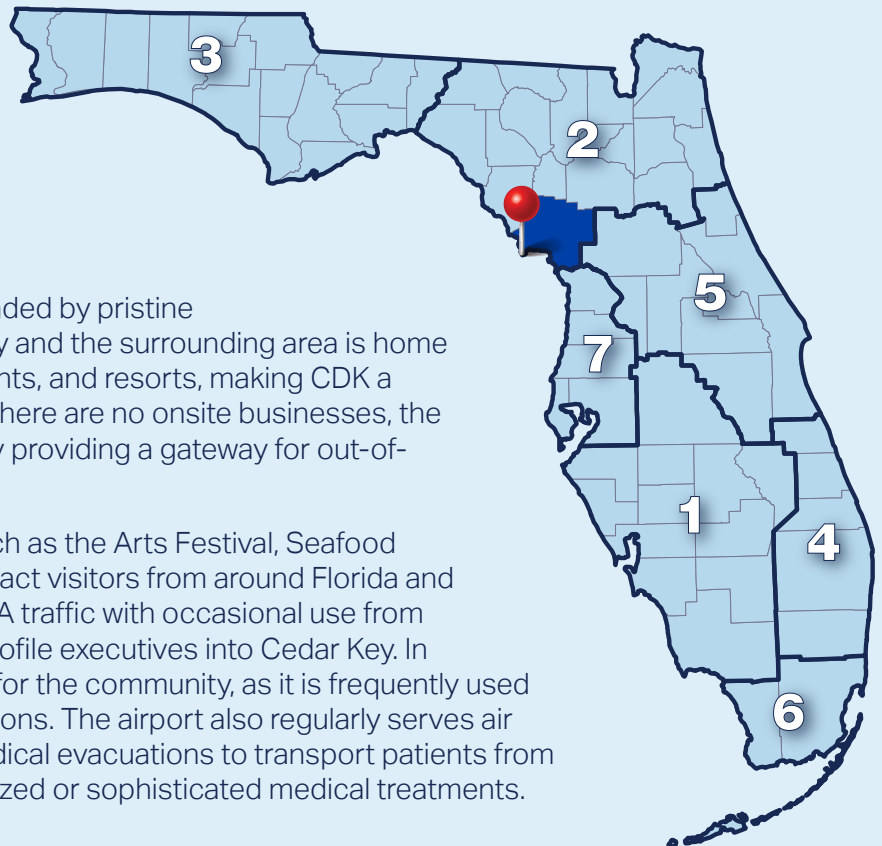 3
2
5
7
1
4
6
nded by pristine
y and the surrounding area is home
nts, and resorts, making CDK a
here are no onsite businesses, the
y providing a gateway for out-of-
ch as the Arts Festival, Seafood
act visitors from around Florida and
A traffic with occasional use from
ofile executives into Cedar Key. In
for the community, as it is frequently used
ons. The airport also regularly serves air
dical evacuations to transport patients from
zed or sophisticated medical treatments.